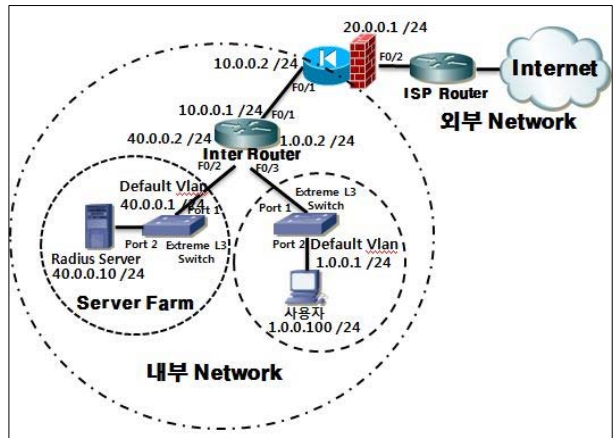 20.0.0.1 /24
10.0.0.2 /24
F0/2
Internet
F0/1
ISP Router
외부 Network
10.0.0.1 /24
F0/1
40.0.0.2 /24
1.0.0.2 /24
Inter Router
F0/2
F0/3
Default Vlan
40.0.0.1 /24
Port 1
Extreme L3
Switch
Port 1
Port 2
Extreme L3
Switch
Port 2
Default Vlan
1.0.0.1 /24
Radius Server
40.0.0.10 /24
Server Farm
사용자
1.0.0.100 /24
내부 Network